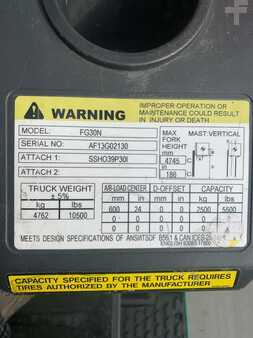 WARNING
IMPROPER OPERATION OR
MAINTENANCE COULD RESULT
IN INJURY OR DEATH
MODEL: FG30N
SERIAL NO: AF13G02130
ATTACH 1: SSHO39P30I
ATTACH 2:
MAX FORK HEIGHT
MAST VERTICAL
mm
4745
in
186
TRUCK WEIGHT ± 5%
AIR-LOAD CENTER D-OFFSET CAPACITY
kg lbs mm in mm in kg lbs
4762 10500 600 24 0 0 2500 5500
0 0 0 0 0 0
0 0 0 0 0 0
MEETS DESIGN SPECIFICATIONS OF
CAPACITY SPECIFIED FOR THE TRUCK REQUIRES
TIRES AUTHORIZED BY THE MANUFACTURER